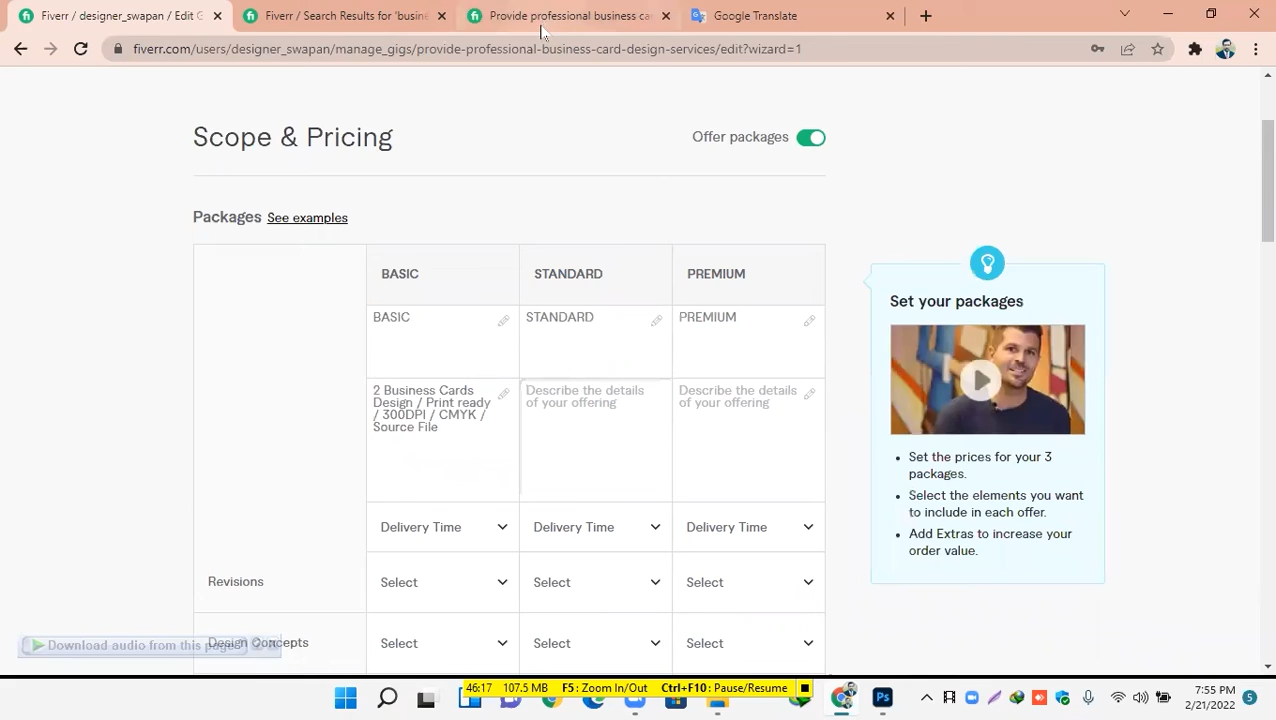 Fiverr / designer_swapan / Edit G
Fiverr / Search Results for 'busine
Provide professional business car
Google Translate
fiverr.com/users/designer_swapan/manage_gigs/provide-professional-business-card-design-services/edit?wizard=1
Scope & Pricing
Offer packages
Packages See examples
BASIC STANDARD PREMIUM
BASIC STANDARD PREMIUM
2 Business Cards
Design / Print ready
/ 300DPI / CMYK /
Source File
Describe the details
of your offering
Describe the details
of your offering
Delivery Time Delivery Time Delivery Time
Revisions Select Select Select
Design Concepts Select Select Select
Set your packages
Set the prices for your 3
packages.
Select the elements you want
to include in each offer.
Add Extras to increase your
order value.
Download audio from this page
46:17 107.5 MB F5: Zoom In/Out Ctrl+F10: Pause/Resume
7:55 PM
2/21/2022
5